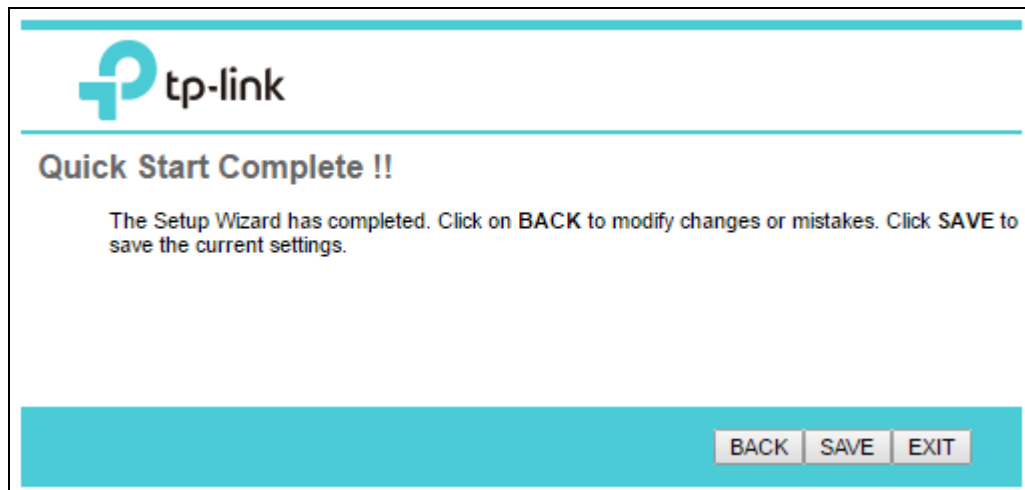 tp-link
Quick Start Complete !!
The Setup Wizard has completed. Click on BACK to modify changes or mistakes. Click SAVE to
save the current settings.
BACK SAVE EXIT